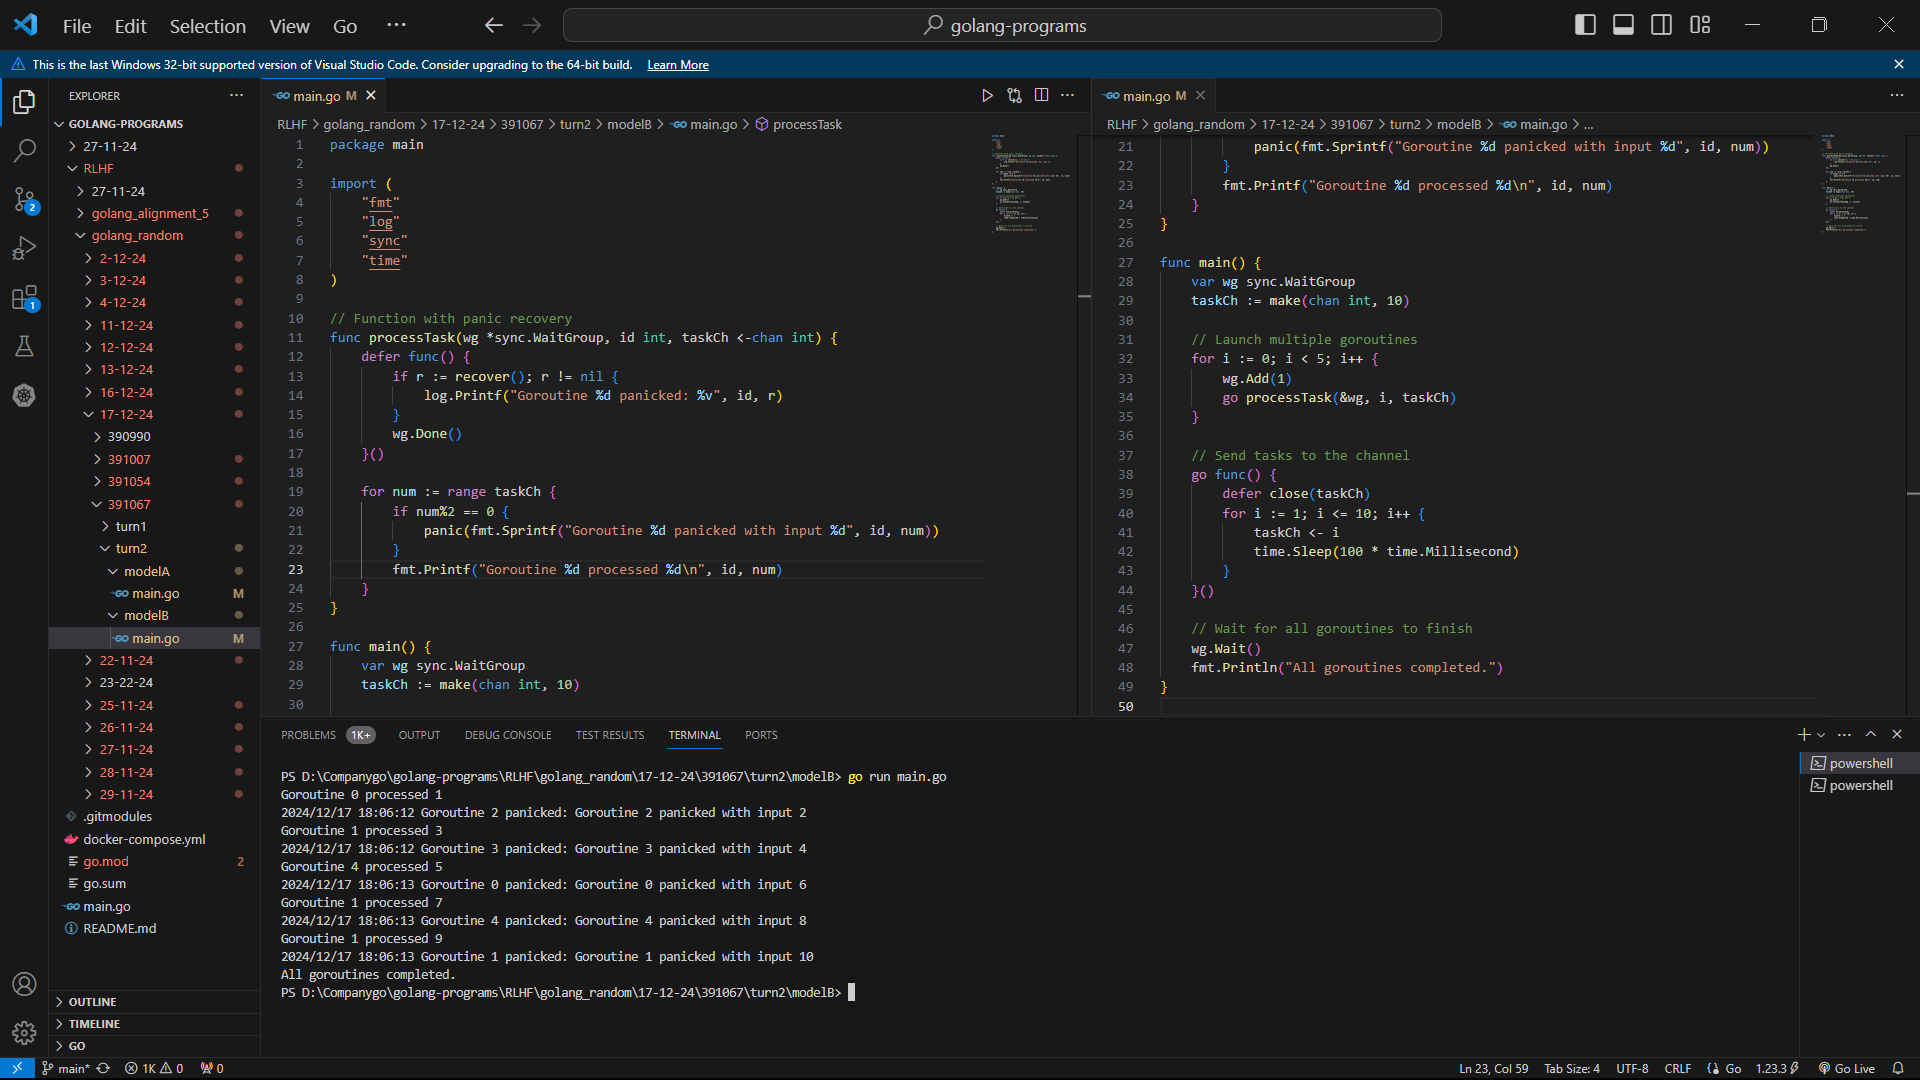 File Edit Selection View Go ··· golang-programs
This is the last Windows 32-bit supported version of Visual Studio Code. Consider upgrading to the 64-bit build. Learn More
EXPLORER ···
GOLANG-PROGRAMS
27-11-24
RLHF
27-11-24
golang_alignment_5
golang_random
2-12-24
3-12-24
4-12-24
11-12-24
12-12-24
13-12-24
16-12-24
17-12-24
390990
391007
391054
391067
turn1
turn2
modelA
main.go M
modelB
main.go M
22-11-24
23-22-24
25-11-24
26-11-24
27-11-24
28-11-24
29-11-24
.gitmodules
docker-compose.yml
go.mod 2
go.sum
main.go
README.md
OUTLINE
TIMELINE
GO
2
1
main.go M
RLHF > golang_random > 17-12-24 > 391067 > turn2 > modelB > main.go > processTask
1 package main
2
3 import (
4 "fmt"
5 "log"
6 "sync"
7 "time"
8 )
9
10 // Function with panic recovery
11 func processTask(wg *sync.WaitGroup, id int, taskCh <-chan int) {
12 defer func() {
13 if r := recover(); r != nil {
14 log.Printf("Goroutine %d panicked: %v", id, r)
15 }
16 wg.Done()
17 }()
18
19 for num := range taskCh {
20 if num%2 == 0 {
21 panic(fmt.Sprintf("Goroutine %d panicked with input %d", id, num))
22 }
23 fmt.Printf("Goroutine %d processed %d\n", id, num)
24 }
25 }
26
27 func main() {
28 var wg sync.WaitGroup
29 taskCh := make(chan int, 10)
30
main.go M
RLHF > golang_random > 17-12-24 > 391067 > turn2 > modelB > main.go > ...
21 panic(fmt.Sprintf("Goroutine %d panicked with input %d", id, num))
22 }
23 fmt.Printf("Goroutine %d processed %d\n", id, num)
24 }
25 }
26
27 func main() {
28 var wg sync.WaitGroup
29 taskCh := make(chan int, 10)
30
31 // Launch multiple goroutines
32 for i := 0; i < 5; i++ {
33 wg.Add(1)
34 go processTask(&wg, i, taskCh)
35 }
36
37 // Send tasks to the channel
38 go func() {
39 defer close(taskCh)
40 for i := 1; i <= 10; i++ {
41 taskCh <- i
42 time.Sleep(100 * time.Millisecond)
43 }
44 }()
45
46 // Wait for all goroutines to finish
47 wg.Wait()
48 fmt.Println("All goroutines completed.")
49 }
50
PROBLEMS 1K+ OUTPUT DEBUG CONSOLE TEST RESULTS TERMINAL PORTS
PS D:\Companygo\golang-programs\RLHF\golang_random\17-12-24\391067\turn2\modelB> go run main.go
Goroutine 0 processed 1
2024/12/17 18:06:12 Goroutine 2 panicked: Goroutine 2 panicked with input 2
Goroutine 1 processed 3
2024/12/17 18:06:12 Goroutine 3 panicked: Goroutine 3 panicked with input 4
Goroutine 4 processed 5
2024/12/17 18:06:13 Goroutine 0 panicked: Goroutine 0 panicked with input 6
Goroutine 1 processed 7
2024/12/17 18:06:13 Goroutine 4 panicked: Goroutine 4 panicked with input 8
Goroutine 1 processed 9
2024/12/17 18:06:13 Goroutine 1 panicked: Goroutine 1 panicked with input 10
All goroutines completed.
PS D:\Companygo\golang-programs\RLHF\golang_random\17-12-24\391067\turn2\modelB>
powershell
powershell
main* 1K 0 0 Ln 23, Col 59 Tab Size: 4 UTF-8 CRLF Go 1.23.3 Go Live